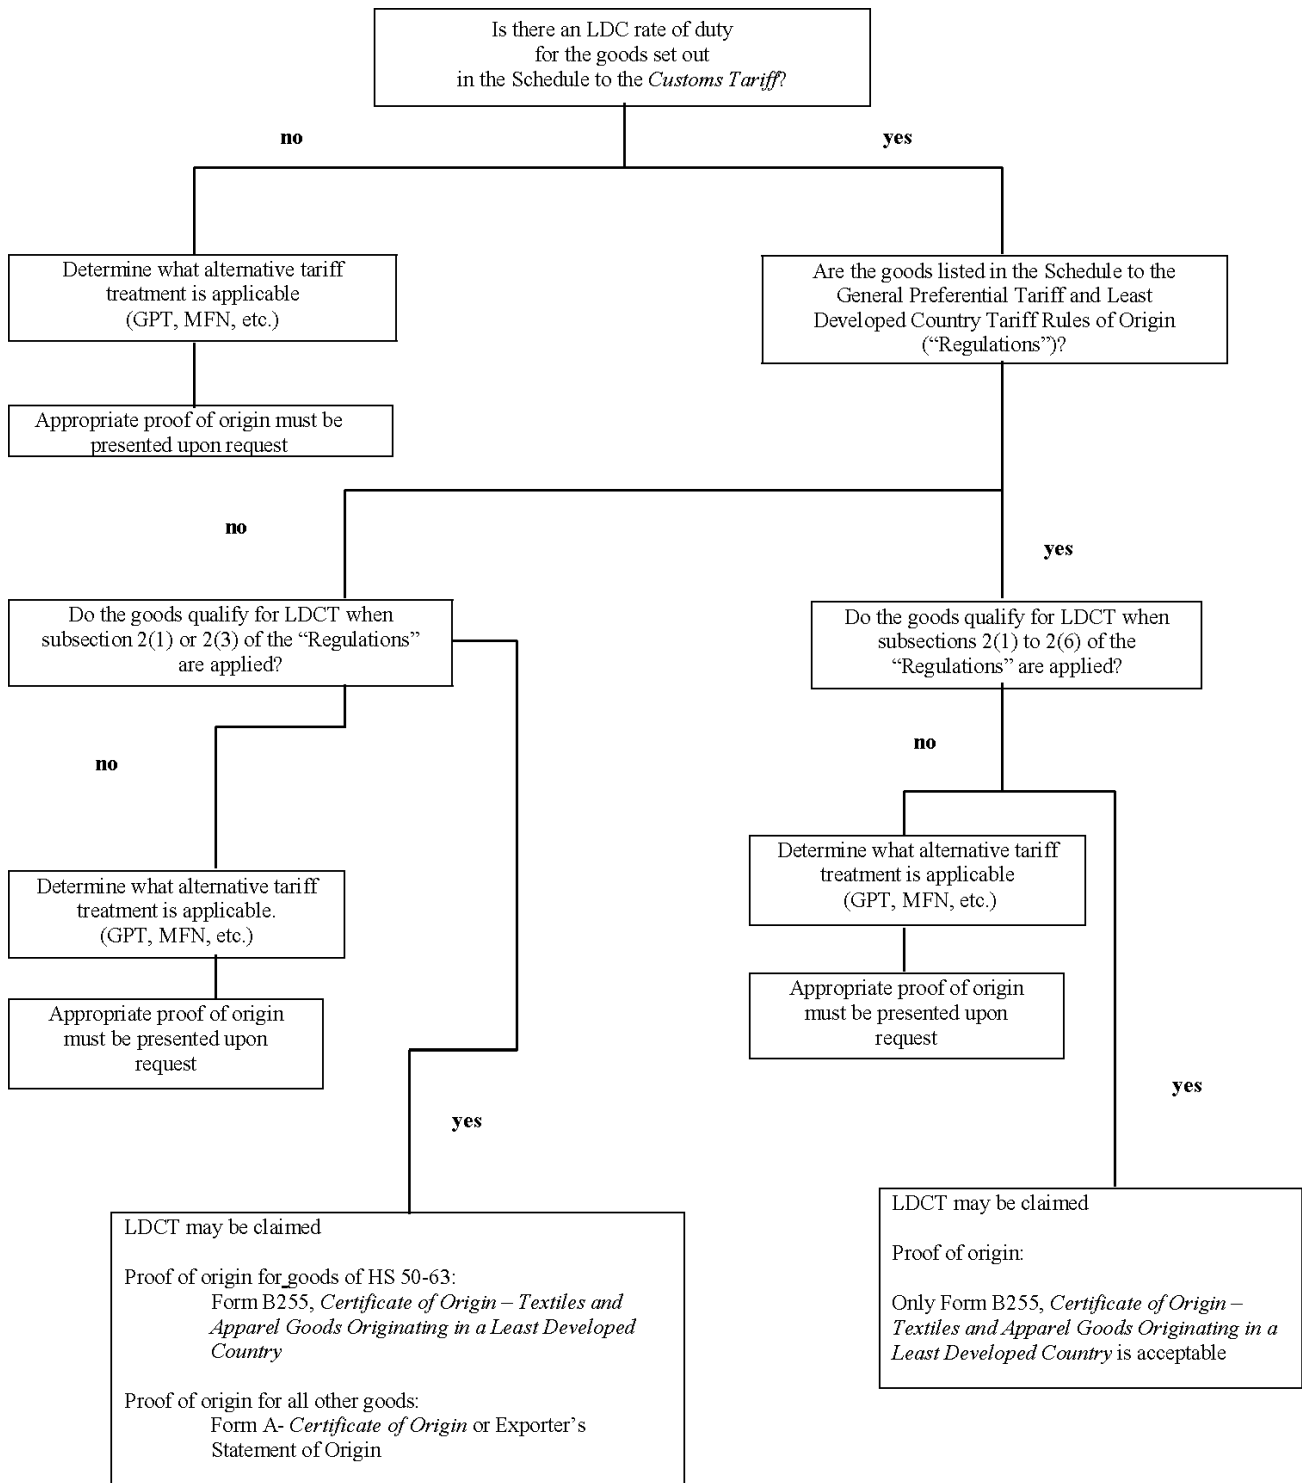 Is there an LDC rate of duty
for the goods set out
in the Schedule to the Customs Tariff?
no
yes
Determine what alternative tariff
treatment is applicable
(GPT, MFN, etc.)
Are the goods listed in the Schedule to the
General Preferential Tariff and Least
Developed Country Tariff Rules of Origin
(“Regulations”)?
Appropriate proof of origin must be
presented upon request
no
yes
Do the goods qualify for LDCT when
subsection 2(1) or 2(3) of the “Regulations”
are applied?
Do the goods qualify for LDCT when
subsections 2(1) to 2(6) of the
“Regulations” are applied?
no
no
Determine what alternative tariff
treatment is applicable
(GPT, MFN, etc.)
Determine what alternative tariff
treatment is applicable.
(GPT, MFN, etc.)
Appropriate proof of origin
must be presented upon
request
Appropriate proof of origin
must be presented upon
request
yes
yes
LDCT may be claimed
Proof of origin:
Only Form B255, Certificate of Origin –
Textiles and Apparel Goods Originating in a
Least Developed Country is acceptable
LDCT may be claimed
Proof of origin for goods of HS 50-63:
Form B255, Certificate of Origin – Textiles and
Apparel Goods Originating in a Least Developed
Country
Proof of origin for all other goods:
Form A- Certificate of Origin or Exporter’s
Statement of Origin